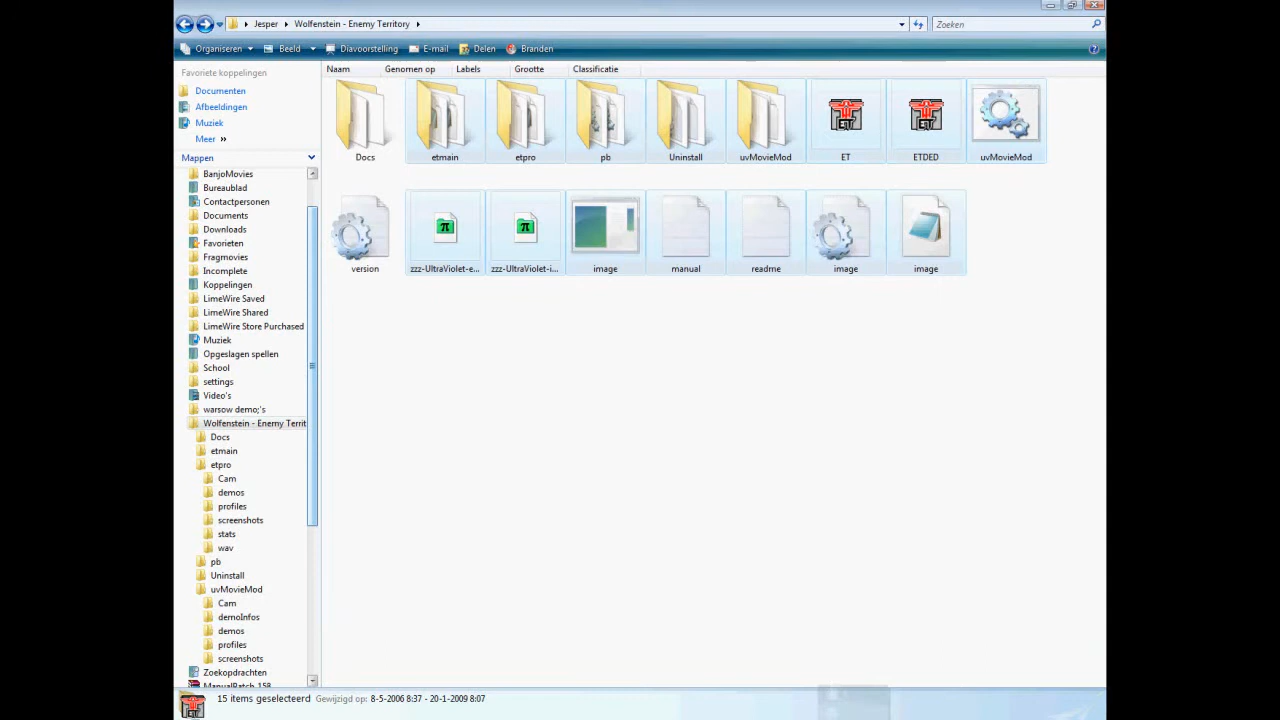 Jesper Wolfenstein - Enemy Territory Zoeken
Organiseren Beeld Diavoorstelling E-mail Delen Branden
Favoriete koppelingen
Documenten
Afbeeldingen
Muziek
Meer »
Mappen
BanjoMovies
Bureaublad
Contactpersonen
Documents
Downloads
Favorieten
Fragmovies
Incomplete
Koppelingen
LimeWire Saved
LimeWire Shared
LimeWire Store Purchased
Muziek
Opgeslagen spellen
School
settings
Video's
warsow demo;'s
Wolfenstein - Enemy Territ
Docs
etmain
etpro
Cam
demos
profiles
screenshots
stats
wav
pb
Uninstall
uvMovieMod
Cam
demoInfos
demos
profiles
screenshots
Zoekopdrachten
ManualBatch 158
Naam Genomen op Labels Grootte Classificatie
Docs etmain etpro pb Uninstall uvMovieMod ET ETDED uvMovieMod
version zzz-UltraViolet-e... zzz-UltraViolet-i... image manual readme image image
15 items geselecteerd Gewijzigd op: 8-5-2006 8:37 - 20-1-2009 8:07